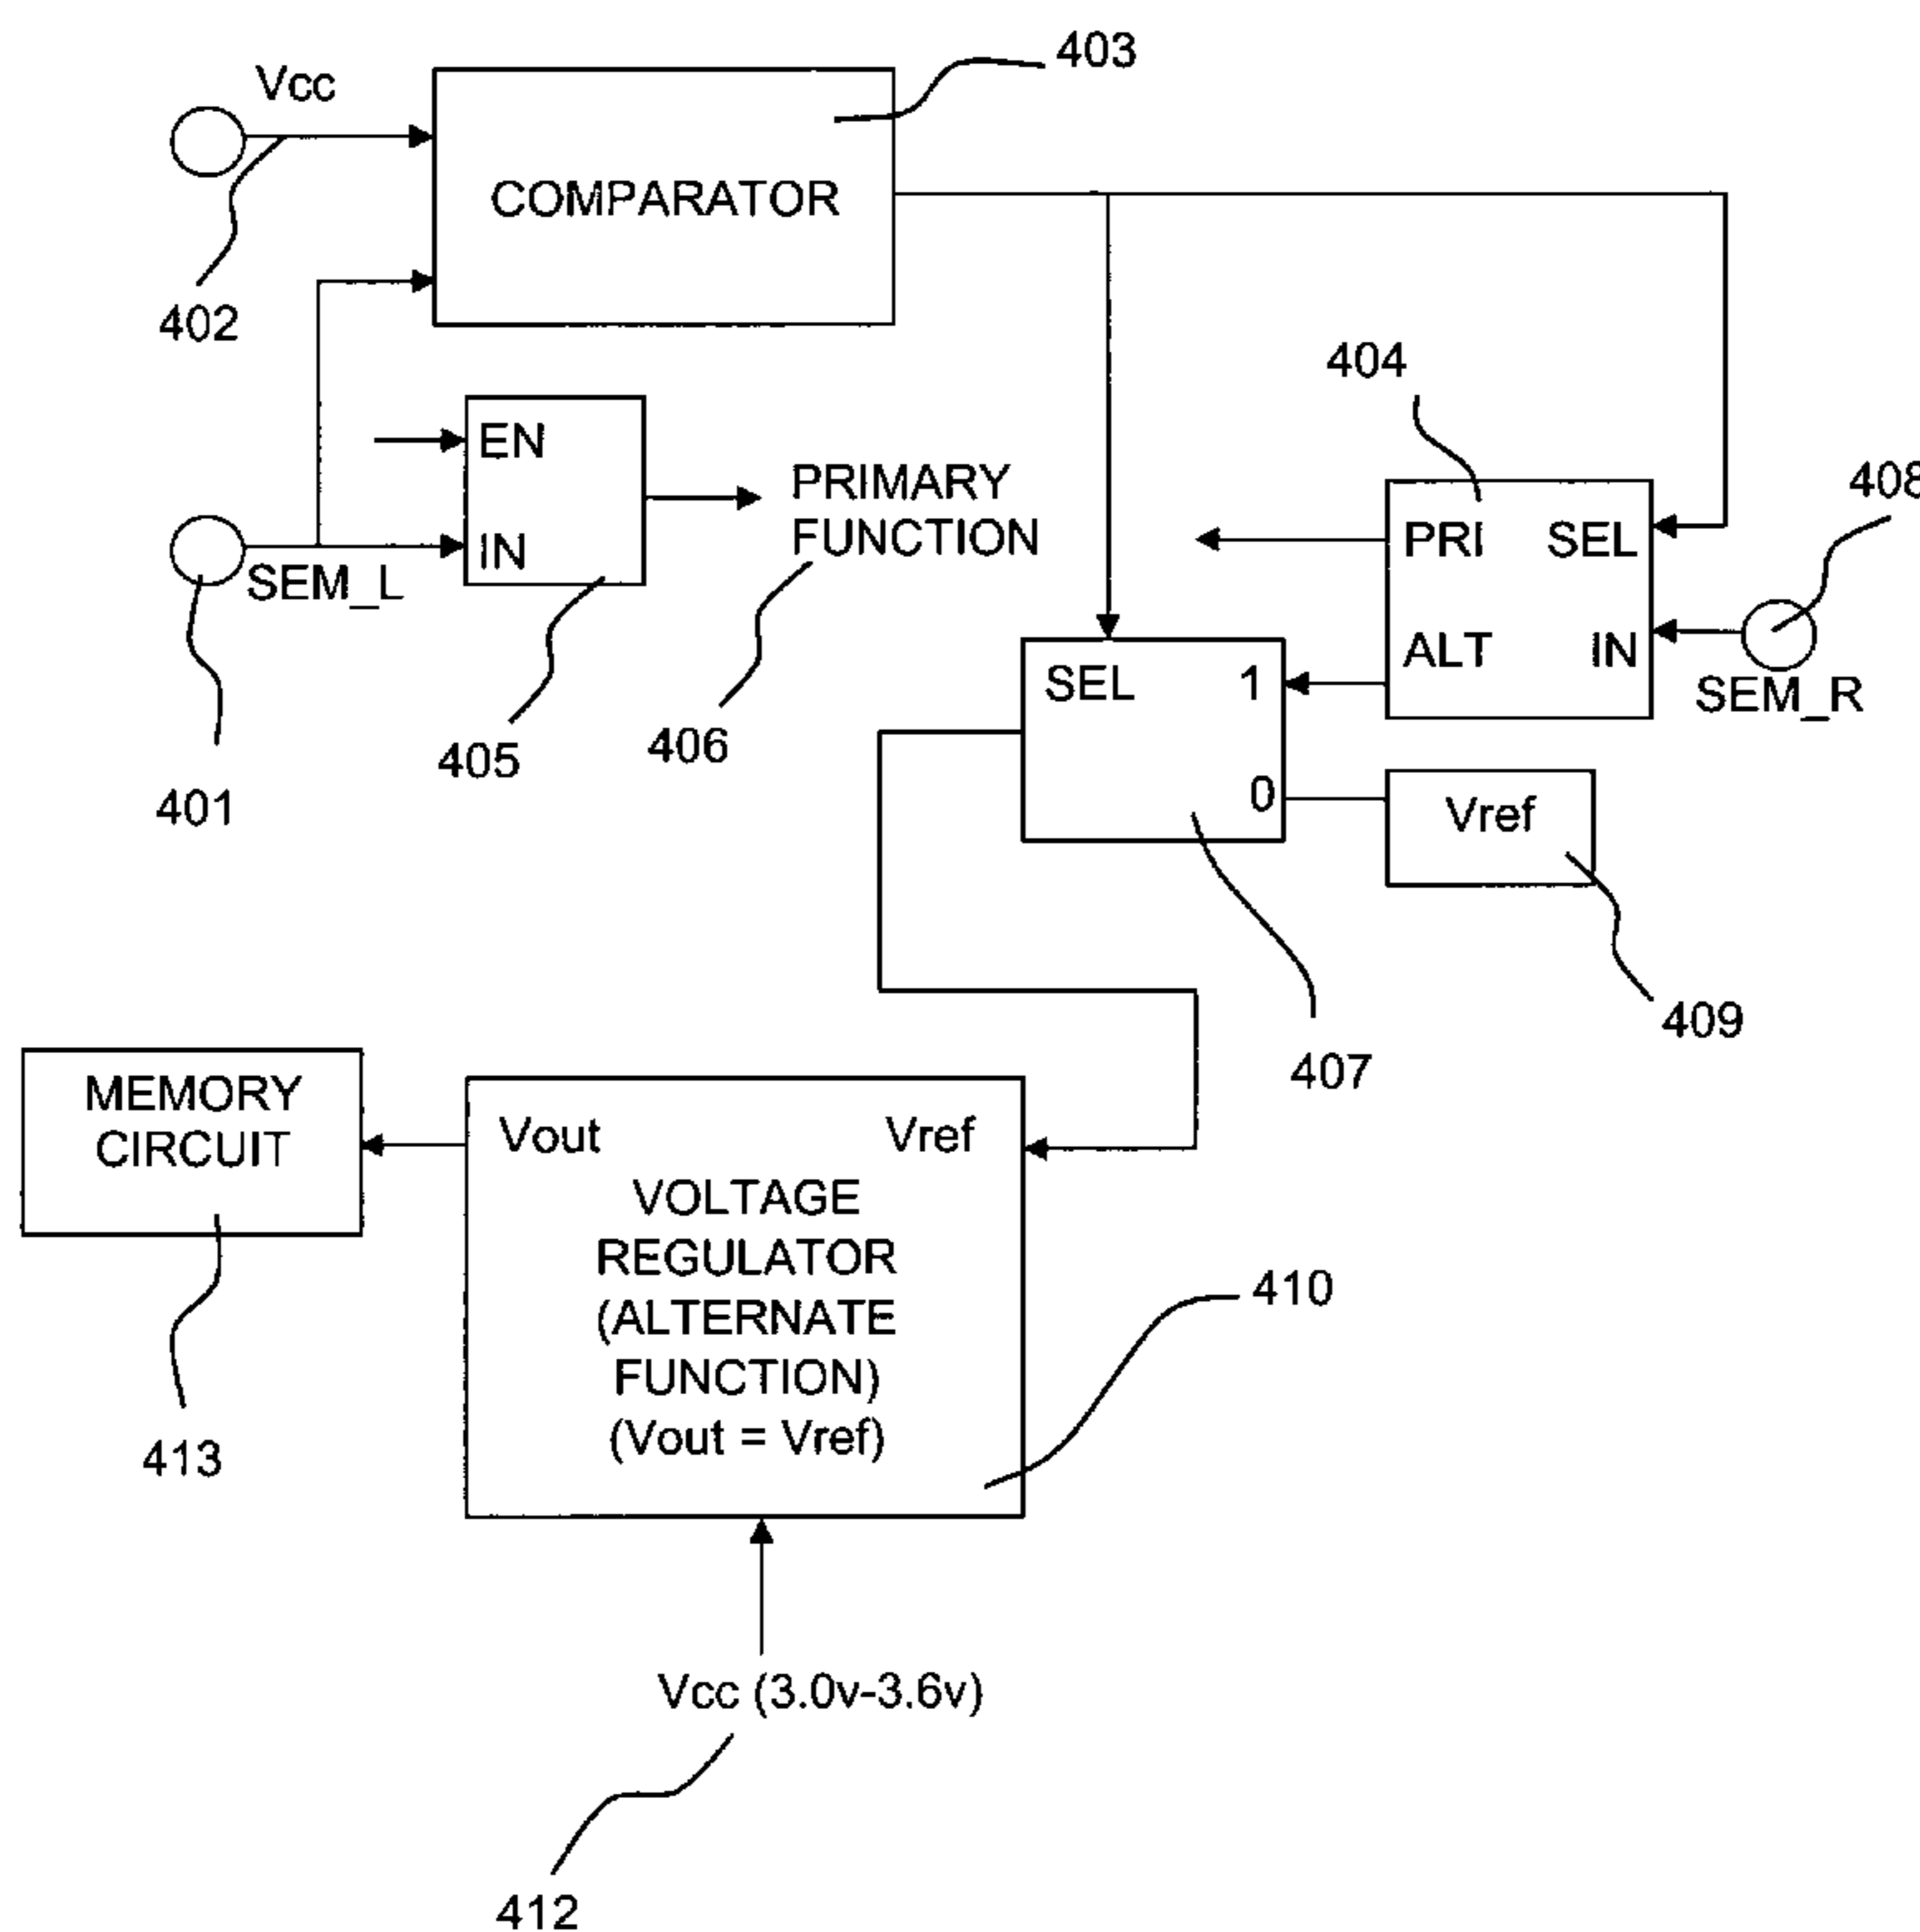 403
Vcc
COMPARATOR
402
404
408
EN
IN
PRIMARY
FUNCTION
PRI SEL
ALT IN
SEM_L
SEM_R
SEL 1
0
405
406
401
Vref
409
407
MEMORY
CIRCUIT
Vout Vref
VOLTAGE
REGULATOR
(ALTERNATE
FUNCTION)
(Vout = Vref)
410
413
Vcc (3.0v-3.6v)
412